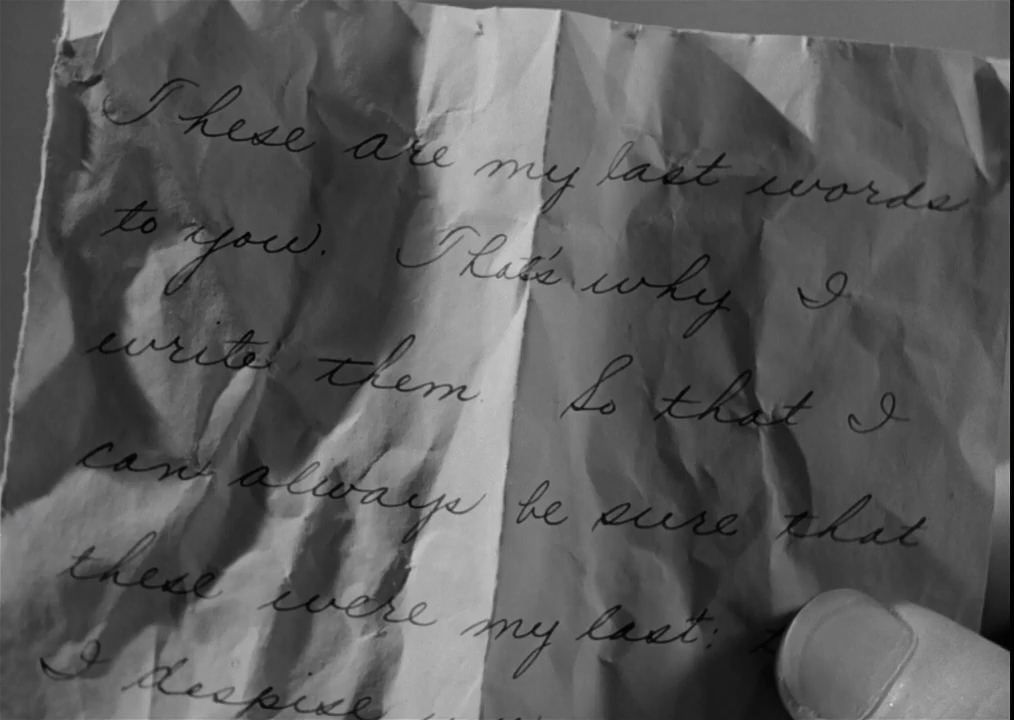 These are my last words
to you. That's why I
write them. So that I
can always be sure that
these were my last:
I despise